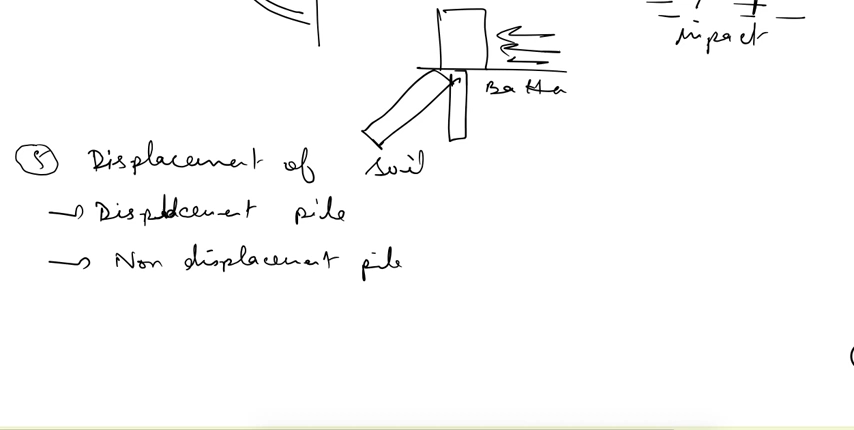 impact
Batter
⑤ Displacement of soil
→ Displacement pile
→ Non displacement pile